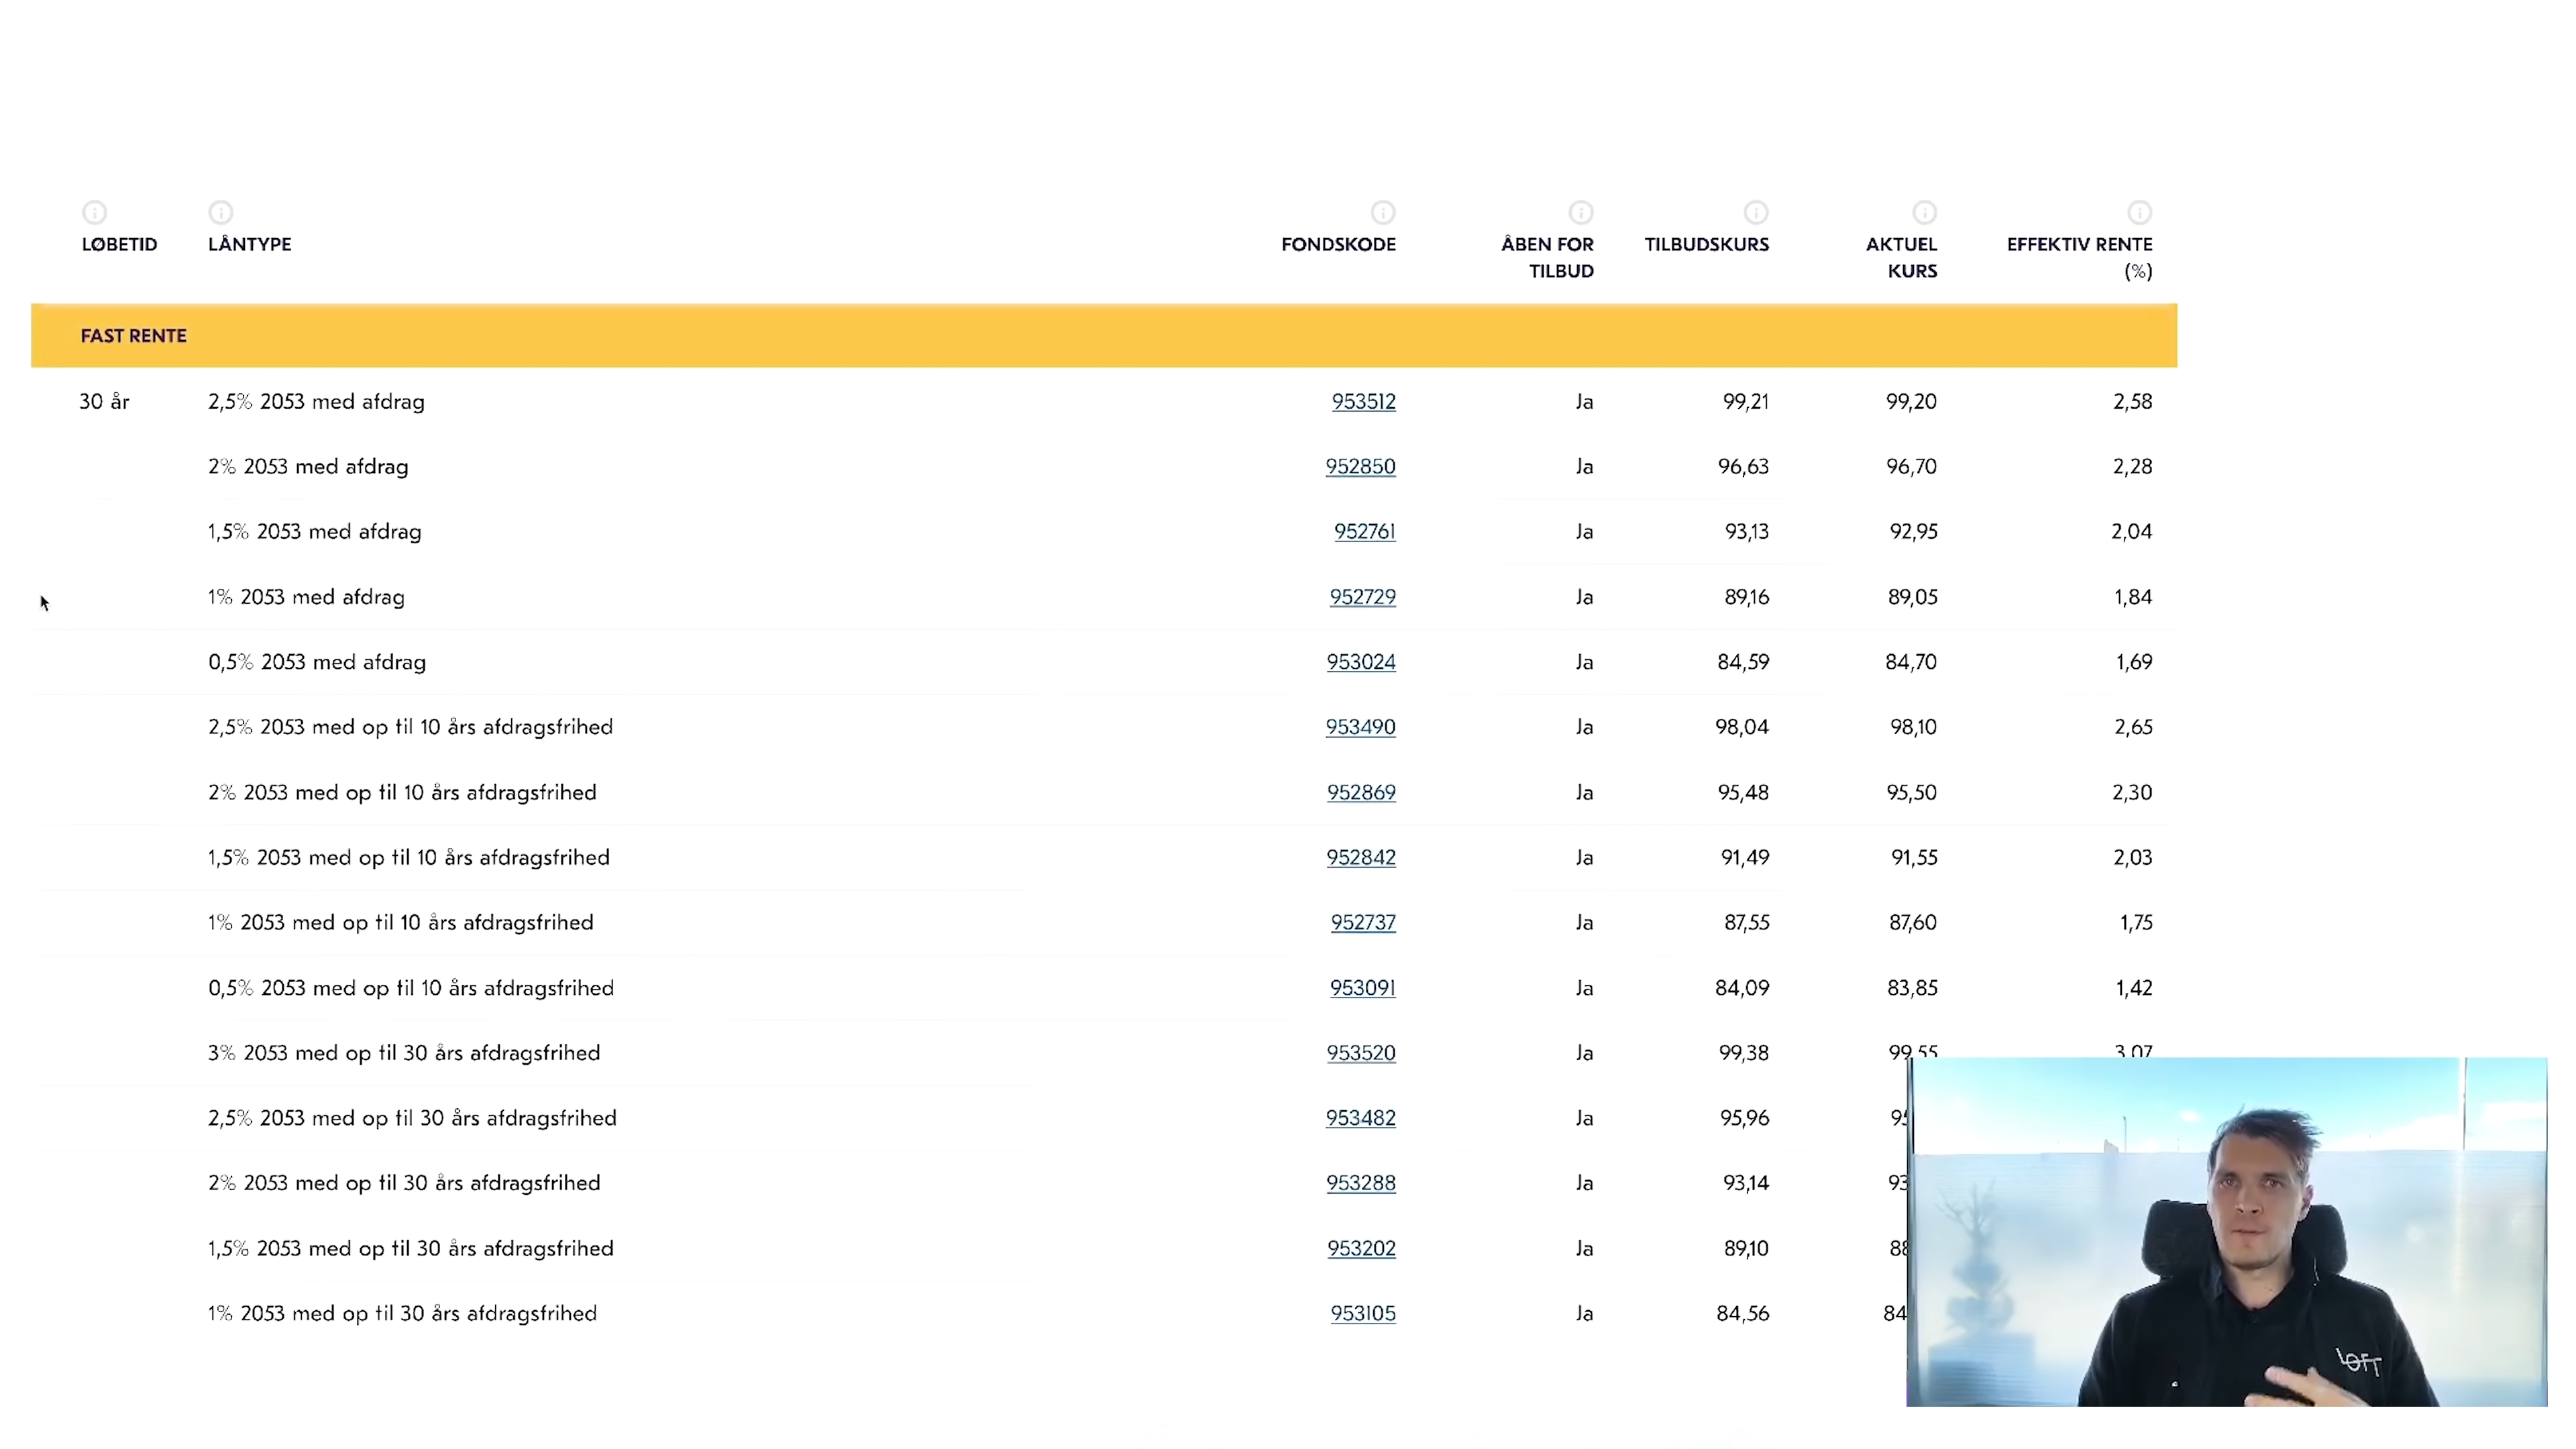 LØBETID LÅNTYPE FONDSKODE ÅBEN FOR TILBUD TILBUDSKURS AKTUEL KURS EFFEKTIV RENTE (%)
FAST RENTE
30 år 2,5% 2053 med afdrag 953512 Ja 99,21 99,20 2,58
2% 2053 med afdrag 952850 Ja 96,63 96,70 2,28
1,5% 2053 med afdrag 952761 Ja 93,13 92,95 2,04
1% 2053 med afdrag 952729 Ja 89,16 89,05 1,84
0,5% 2053 med afdrag 953024 Ja 84,59 84,70 1,69
2,5% 2053 med op til 10 års afdragsfrihed 953490 Ja 98,04 98,10 2,65
2% 2053 med op til 10 års afdragsfrihed 952869 Ja 95,48 95,50 2,30
1,5% 2053 med op til 10 års afdragsfrihed 952842 Ja 91,49 91,55 2,03
1% 2053 med op til 10 års afdragsfrihed 952737 Ja 87,55 87,60 1,75
0,5% 2053 med op til 10 års afdragsfrihed 953091 Ja 84,09 83,85 1,42
3% 2053 med op til 30 års afdragsfrihed 953520 Ja 99,38 99,55 3,07
2,5% 2053 med op til 30 års afdragsfrihed 953482 Ja 95,96
2% 2053 med op til 30 års afdragsfrihed 953288 Ja 93,14 93
1,5% 2053 med op til 30 års afdragsfrihed 953202 Ja 89,10
1% 2053 med op til 30 års afdragsfrihed 953105 Ja 84,56 84
LOFT